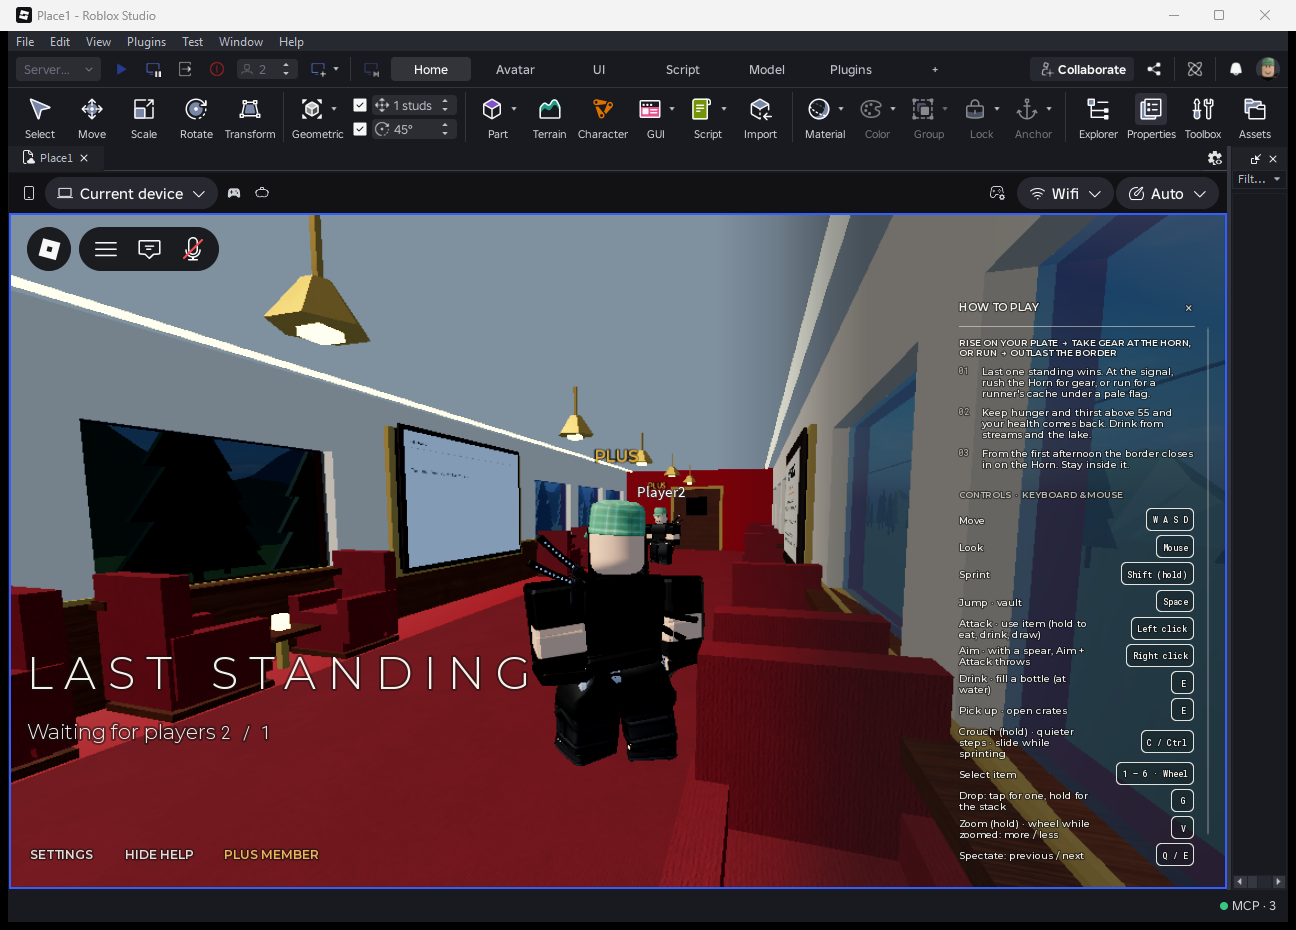 Place1 - Roblox Studio
File Edit View Plugins Test Window Help
Server... 2 Home Avatar UI Script Model Plugins + Collaborate
Select Move Scale Rotate Transform Geometric 1 studs 45° Part Terrain Character GUI Script Import Material Color Group Lock Anchor Explorer Properties Toolbox Assets
Place1
Filt...
Current device Wifi Auto
HOW TO PLAY ×
RISE ON YOUR PLATE → TAKE GEAR AT THE HORN,
OR RUN → OUTLAST THE BORDER
01 Last one standing wins. At the signal,
rush the Horn for gear, or run for a
runner's cache under a pale flag.
02 Keep hunger and thirst above 55 and
your health comes back. Drink from
streams and the lake.
03 From the first afternoon the border closes
in on the Horn. Stay inside it.
CONTROLS · KEYBOARD & MOUSE
Move W A S D
Look Mouse
Sprint Shift (hold)
Jump · vault Space
Attack · use item (hold to
eat, drink, draw) Left click
Aim · with a spear, Aim +
Attack throws Right click
Drink · fill a bottle (at
water) E
Pick up · open crates E
Crouch (hold) · quieter
steps · slide while
sprinting C / Ctrl
Select item 1 – 6 · Wheel
Drop: tap for one, hold for
the stack G
Zoom (hold) · wheel while
zoomed: more / less V
Spectate: previous / next Q / E
PLUS
PLUS
Player2
LAST STANDING
Waiting for players 2 / 1
SETTINGS HIDE HELP PLUS MEMBER
MCP · 3